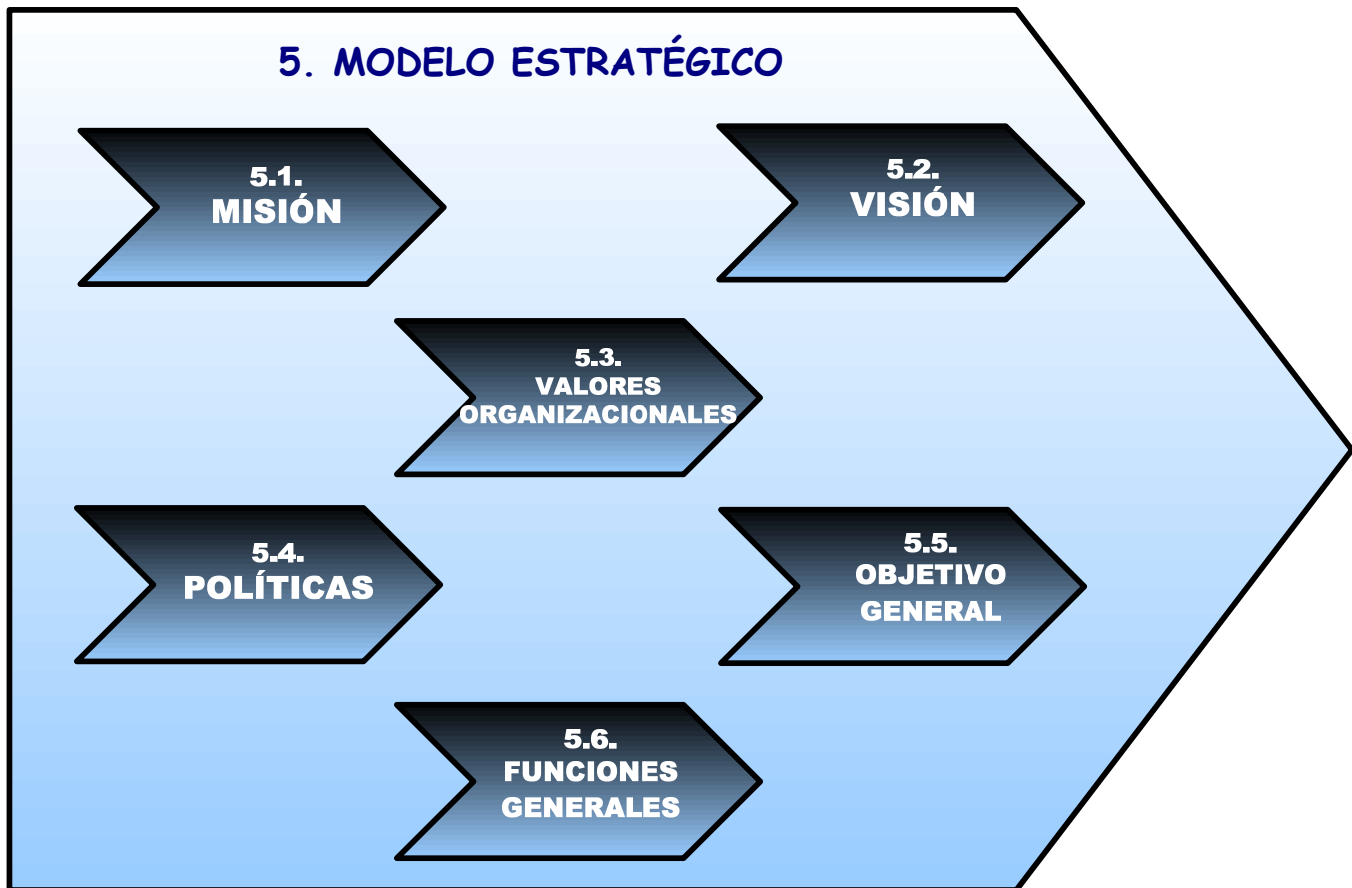 5. MODELO ESTRATÉGICO
5.1.
MISIÓN
5.2.
VISIÓN
5.3.
VALORES
ORGANIZACIONALES
5.4.
POLÍTICAS
5.5.
OBJETIVO
GENERAL
5.6.
FUNCIONES
GENERALES